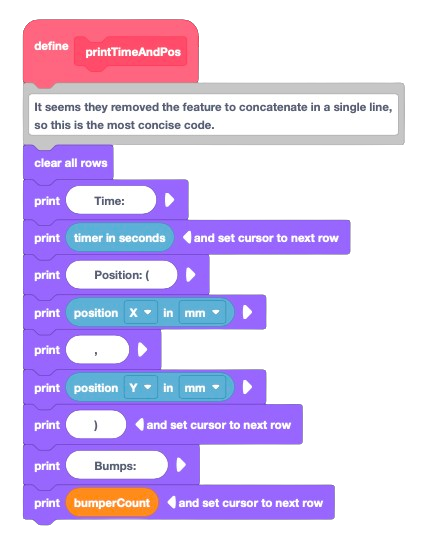 define printTimeAndPos
It seems they removed the feature to concatenate in a single line,
so this is the most concise code.
clear all rows
print Time:
print timer in seconds and set cursor to next row
print Position: (
print position X in mm
print ,
print position Y in mm
print ) and set cursor to next row
print Bumps:
print bumperCount and set cursor to next row